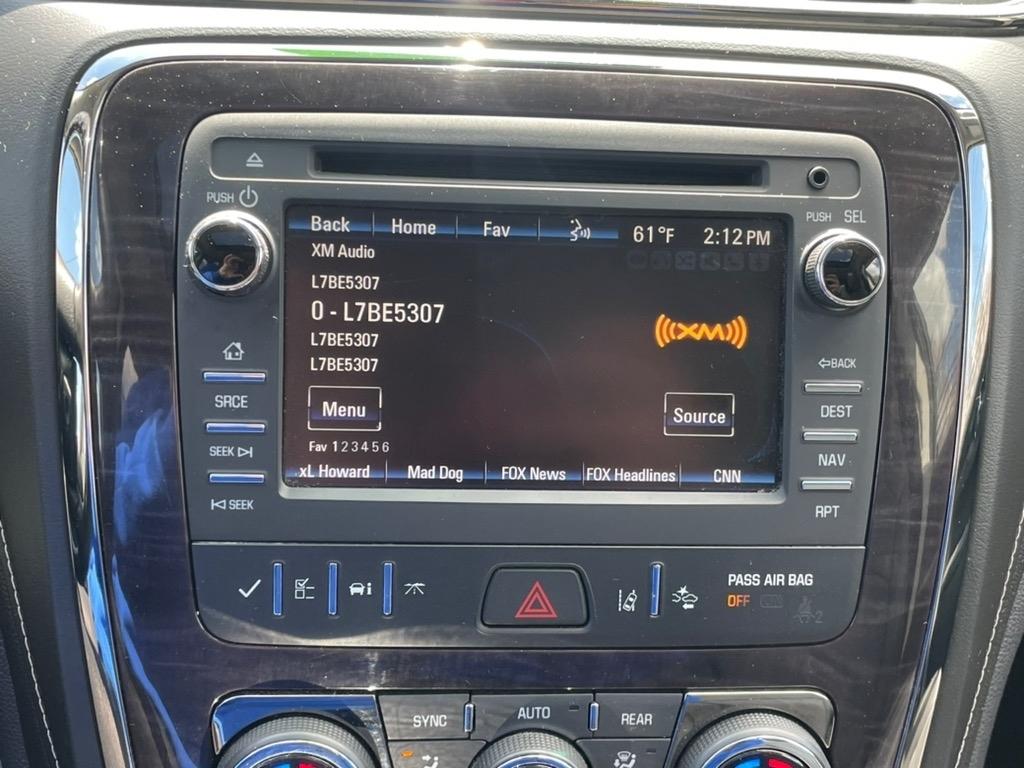 PUSH
PUSH SEL
Back Home Fav 61°F 2:12 PM
XM Audio
L7BE5307
0 - L7BE5307
L7BE5307
L7BE5307
((XM))
Menu
Source
Fav 1 2 3 4 5 6
xL Howard Mad Dog FOX News FOX Headlines CNN
SRCE
SEEK
SEEK
BACK
DEST
NAV
RPT
PASS AIR BAG
OFF
2
SYNC AUTO REAR